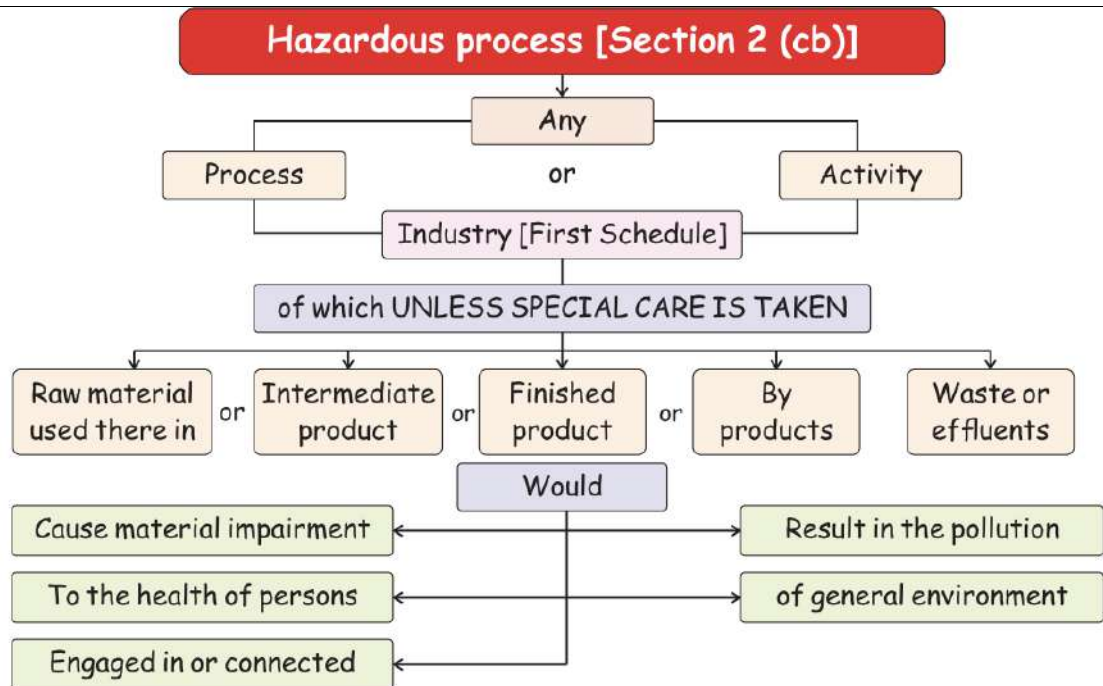 Hazardous process [Section 2 (cb)]
Any
Process
or
Activity
Industry [First Schedule]
of which UNLESS SPECIAL CARE IS TAKEN
Raw material
used there in
or
Intermediate
product
or
Finished
product
or
By
products
Waste or
effluents
Would
Cause material impairment
Result in the pollution
To the health of persons
of general environment
Engaged in or connected